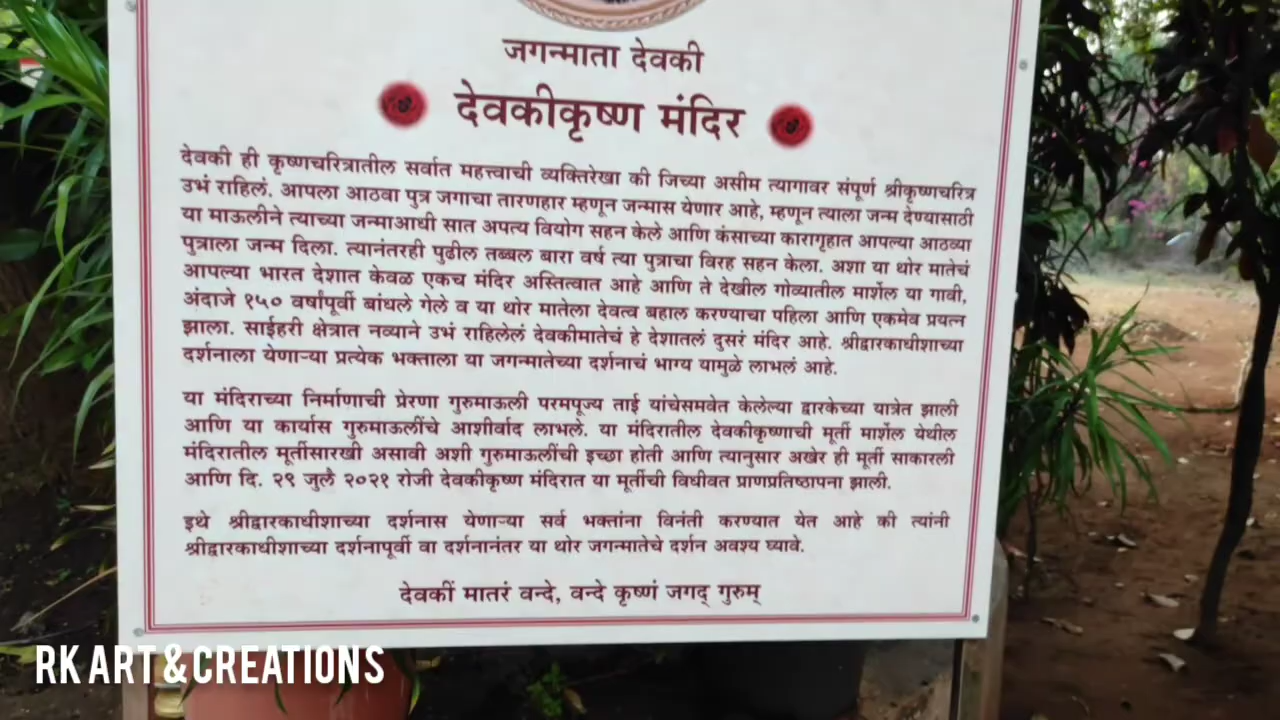 जगन्माता देवकी
देवकीकृष्ण मंदिर
देवकी ही कृष्णचरित्रातील सर्वात महत्त्वाची व्यक्तिरेखा की जिच्या असीम त्यागावर संपूर्ण श्रीकृष्णचरित्र
उभं राहिलं. आपला आठवा पुत्र जगाचा तारणहार म्हणून जन्मास येणार आहे, म्हणून त्याला जन्म देण्यासाठी
या माऊलीने त्याच्या जन्माआधी सात अपत्य वियोग सहन केले आणि कंसाच्या कारागृहात आपल्या आठव्या
पुत्राला जन्म दिला. त्यानंतरही पुढील तब्बल बारा वर्ष त्या पुत्राचा विरह सहन केला. अशा या थोर मातेचं
आपल्या भारत देशात केवळ एकच मंदिर अस्तित्वात आहे आणि ते देखील गोव्यातील मार्शेल या गावी,
अंदाजे १५० वर्षांपूर्वी बांधले गेले व या थोर मातेला देवत्व बहाल करण्याचा पहिला आणि एकमेव प्रयत्न
झाला. साईहरी क्षेत्रात नव्याने उभं राहिलेलं देवकीमातेचं हे देशातलं दुसरं मंदिर आहे. श्रीद्वारकाधीशाच्या
दर्शनाला येणाऱ्या प्रत्येक भक्ताला या जगन्मातेच्या दर्शनाचं भाग्य यामुळे लाभलं आहे.
या मंदिराच्या निर्माणाची प्रेरणा गुरुमाऊली परमपूज्य ताई यांचेसमवेत केलेल्या द्वारकेच्या यात्रेत झाली
आणि या कार्यास गुरुमाऊलींचे आशीर्वाद लाभले. या मंदिरातील देवकीकृष्णाची मूर्ती मार्शेल येथील
मंदिरातील मूर्तीसारखी असावी अशी गुरुमाऊलींची इच्छा होती आणि त्यानुसार अखेर ही मूर्ती साकारली
आणि दि. २९ जुलै २०२१ रोजी देवकीकृष्ण मंदिरात या मूर्तीची विधीवत प्राणप्रतिष्ठापना झाली.
इथे श्रीद्वारकाधीशाच्या दर्शनास येणाऱ्या सर्व भक्तांना विनंती करण्यात येत आहे की त्यांनी
श्रीद्वारकाधीशाच्या दर्शनापूर्वी वा दर्शनानंतर या थोर जगन्मातेचे दर्शन अवश्य घ्यावे.
देवकीं मातरं वन्दे, वन्दे कृष्णं जगद् गुरुम्
RK ART & CREATIONS